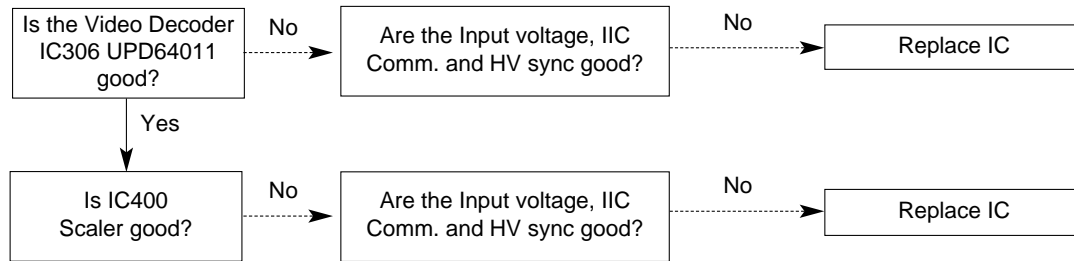 Is the Video Decoder
IC306 UPD64011
good?
No
Are the Input voltage, IIC
Comm. and HV sync good?
No
Replace IC
Yes
Is IC400
Scaler good?
No
Are the Input voltage, IIC
Comm. and HV sync good?
No
Replace IC